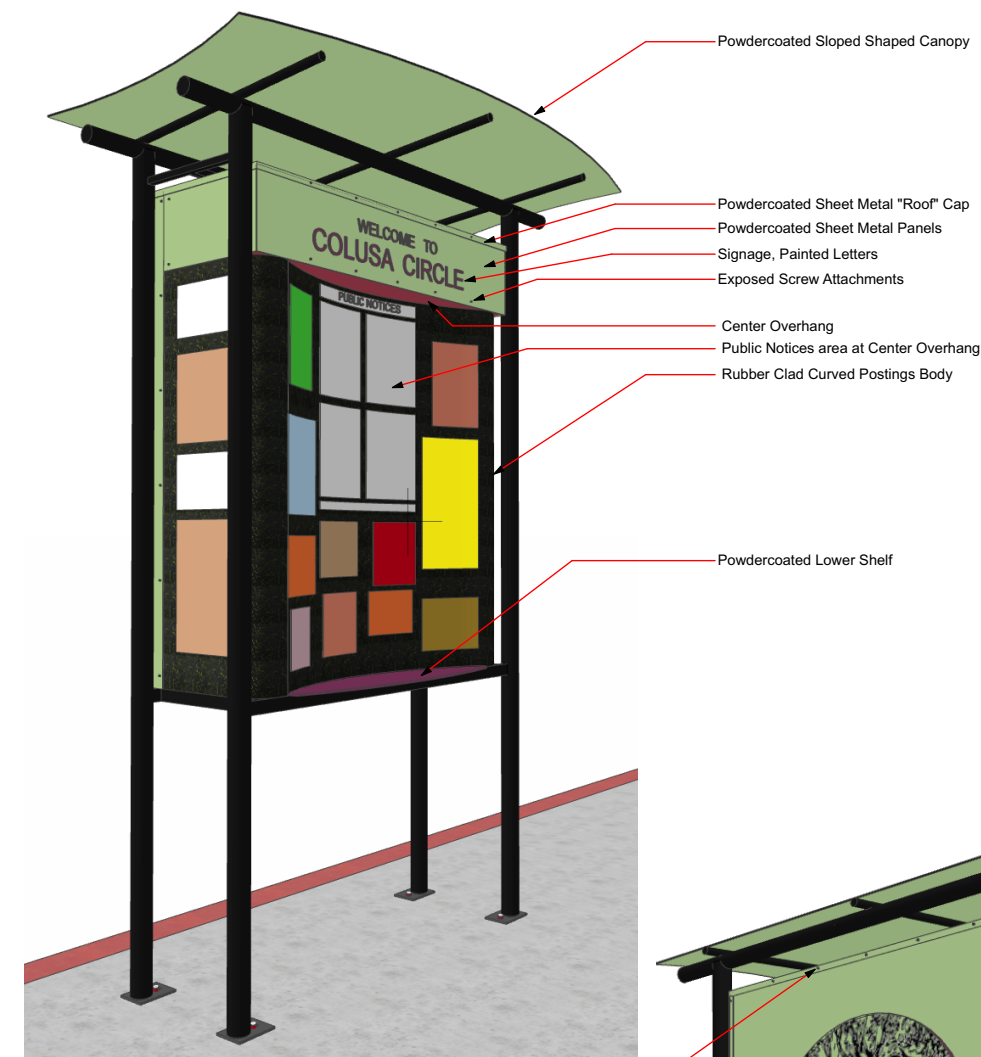 Powdercoated Sloped Shaped Canopy
Powdercoated Sheet Metal "Roof" Cap
Powdercoated Sheet Metal Panels
Signage, Painted Letters
Exposed Screw Attachments
Center Overhang
Public Notices area at Center Overhang
Rubber Clad Curved Postings Body
Powdercoated Lower Shelf
WELCOME TO
COLUSA CIRCLE
PUBLIC NOTICES